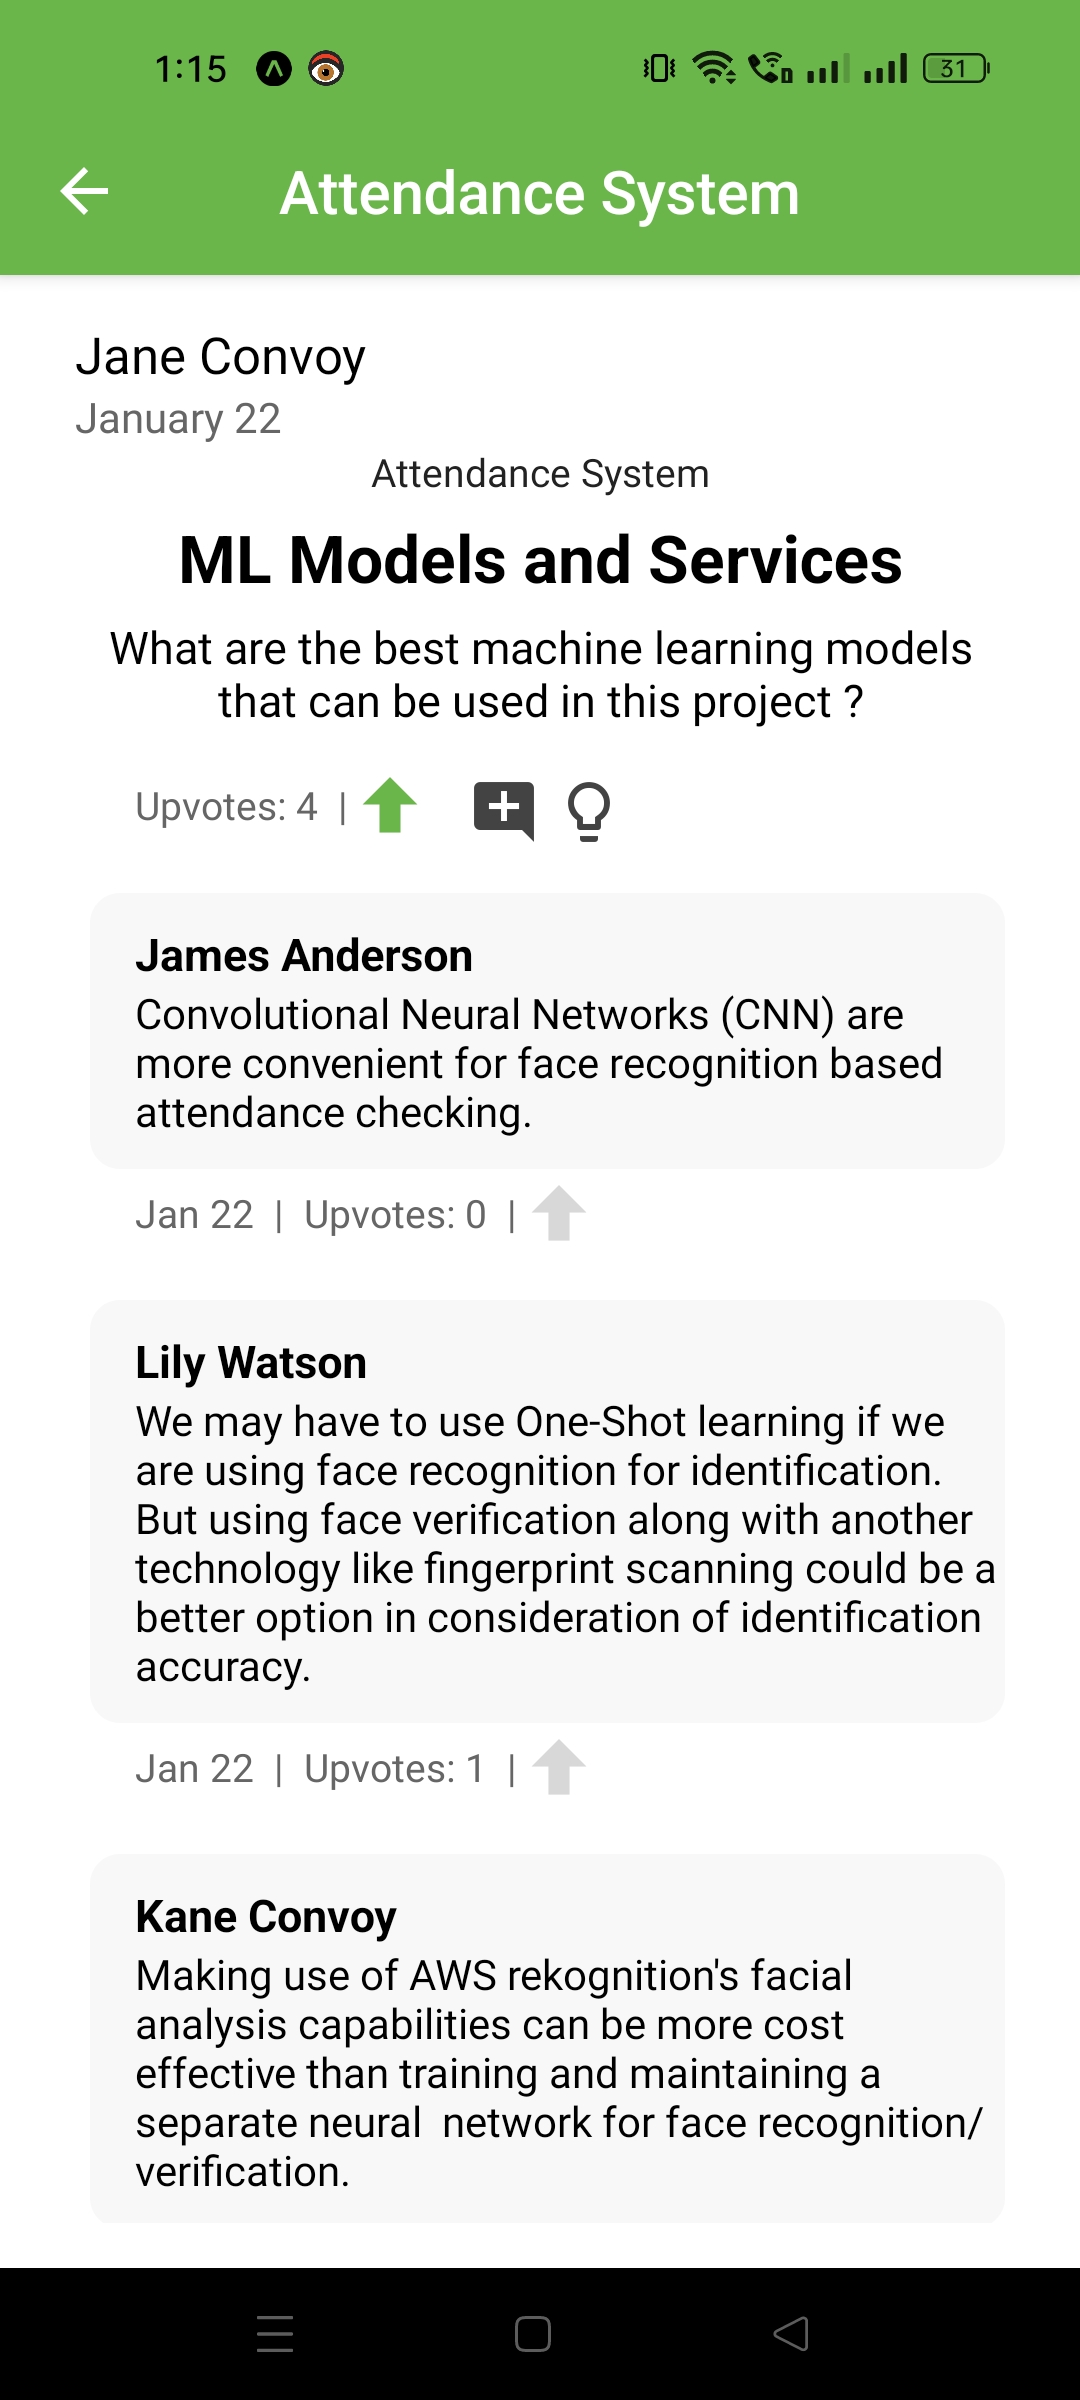 1:15
31
Attendance System
Jane Convoy
January 22
Attendance System
ML Models and Services
What are the best machine learning models
that can be used in this project ?
Upvotes: 4 |
James Anderson
Convolutional Neural Networks (CNN) are
more convenient for face recognition based
attendance checking.
Jan 22 | Upvotes: 0 |
Lily Watson
We may have to use One-Shot learning if we
are using face recognition for identification.
But using face verification along with another
technology like fingerprint scanning could be a
better option in consideration of identification
accuracy.
Jan 22 | Upvotes: 1 |
Kane Convoy
Making use of AWS rekognition's facial
analysis capabilities can be more cost
effective than training and maintaining a
separate neural  network for face recognition/
verification.